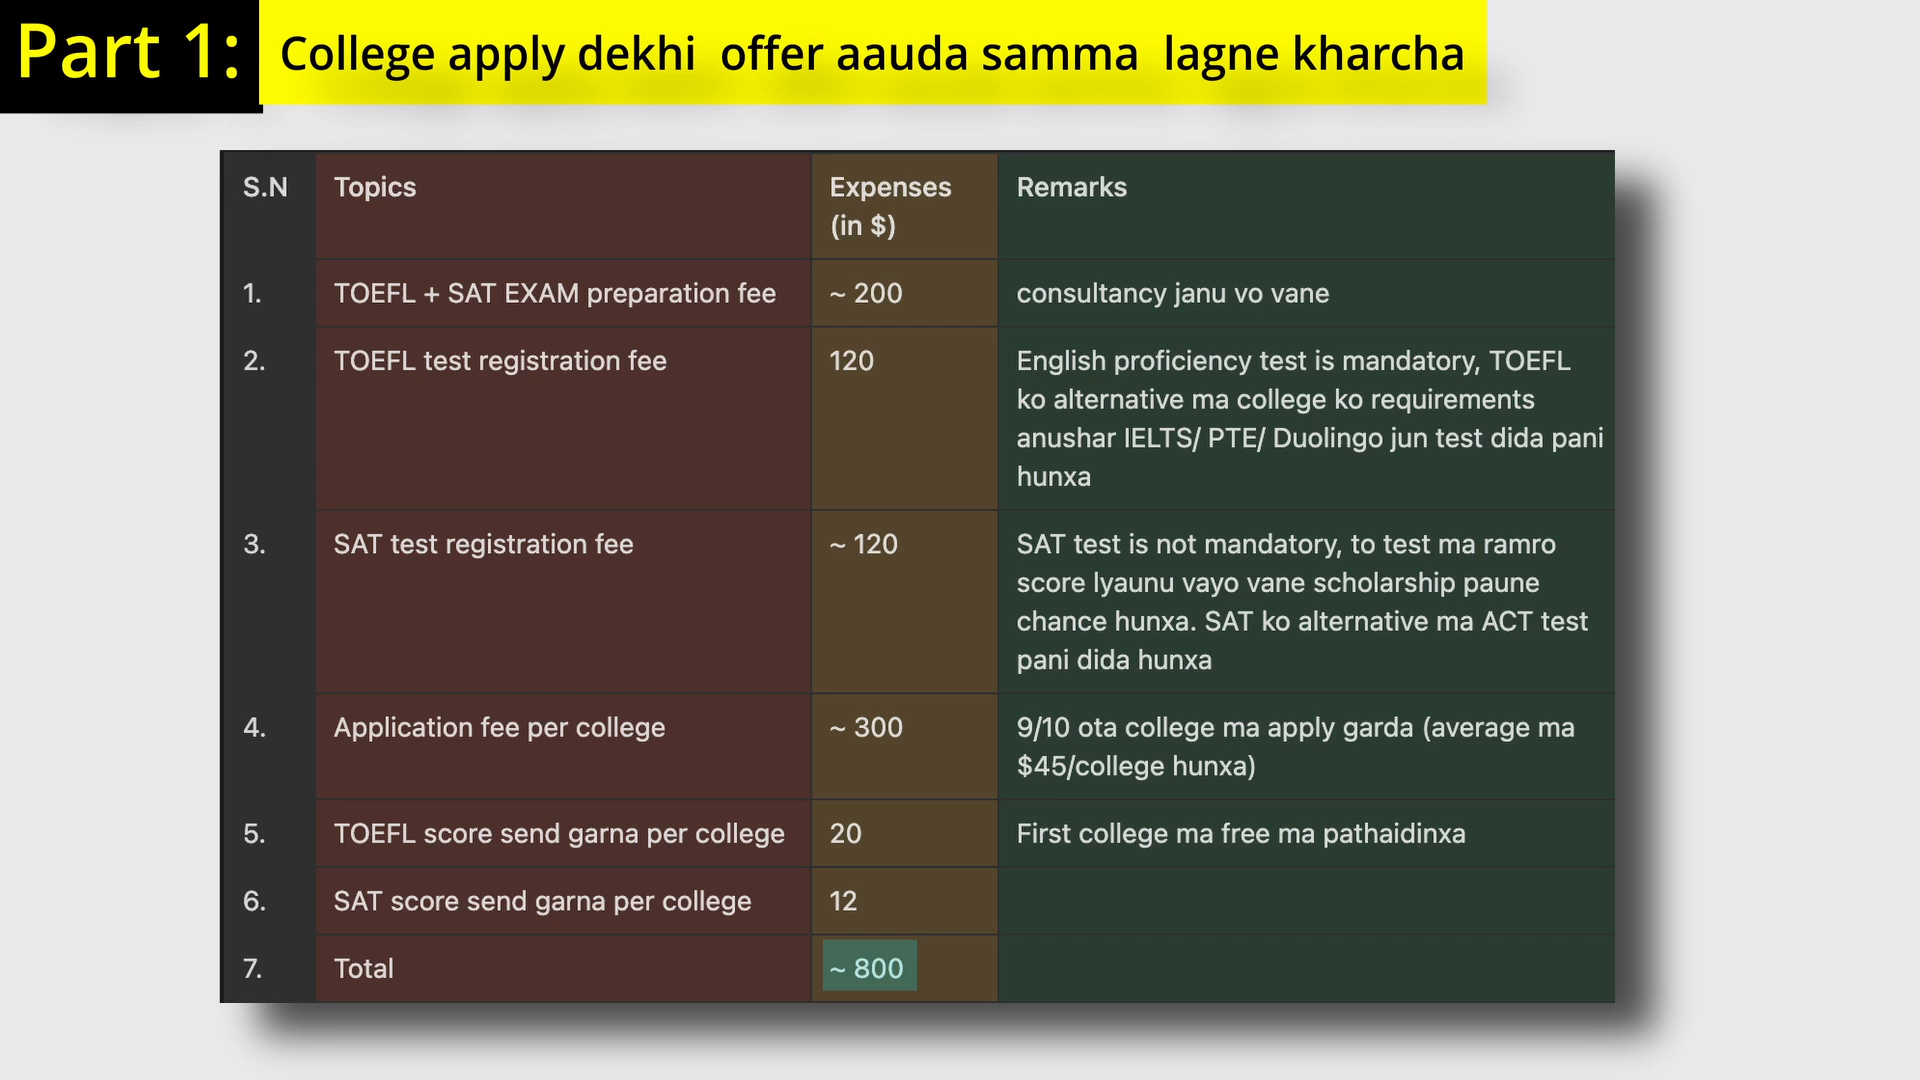 Part 1: College apply dekhi offer aauda samma lagne kharcha
S.N Topics Expenses (in $) Remarks
1. TOEFL + SAT EXAM preparation fee ~ 200 consultancy janu vo vane
2. TOEFL test registration fee 120 English proficiency test is mandatory, TOEFL
ko alternative ma college ko requirements
anushar IELTS/ PTE/ Duolingo jun test dida pani
hunxa
3. SAT test registration fee ~ 120 SAT test is not mandatory, to test ma ramro
score lyaunu vayo vane scholarship paune
chance hunxa. SAT ko alternative ma ACT test
pani dida hunxa
4. Application fee per college ~ 300 9/10 ota college ma apply garda (average ma
$45/college hunxa)
5. TOEFL score send garna per college 20 First college ma free ma pathaidinxa
6. SAT score send garna per college 12
7. Total ~ 800